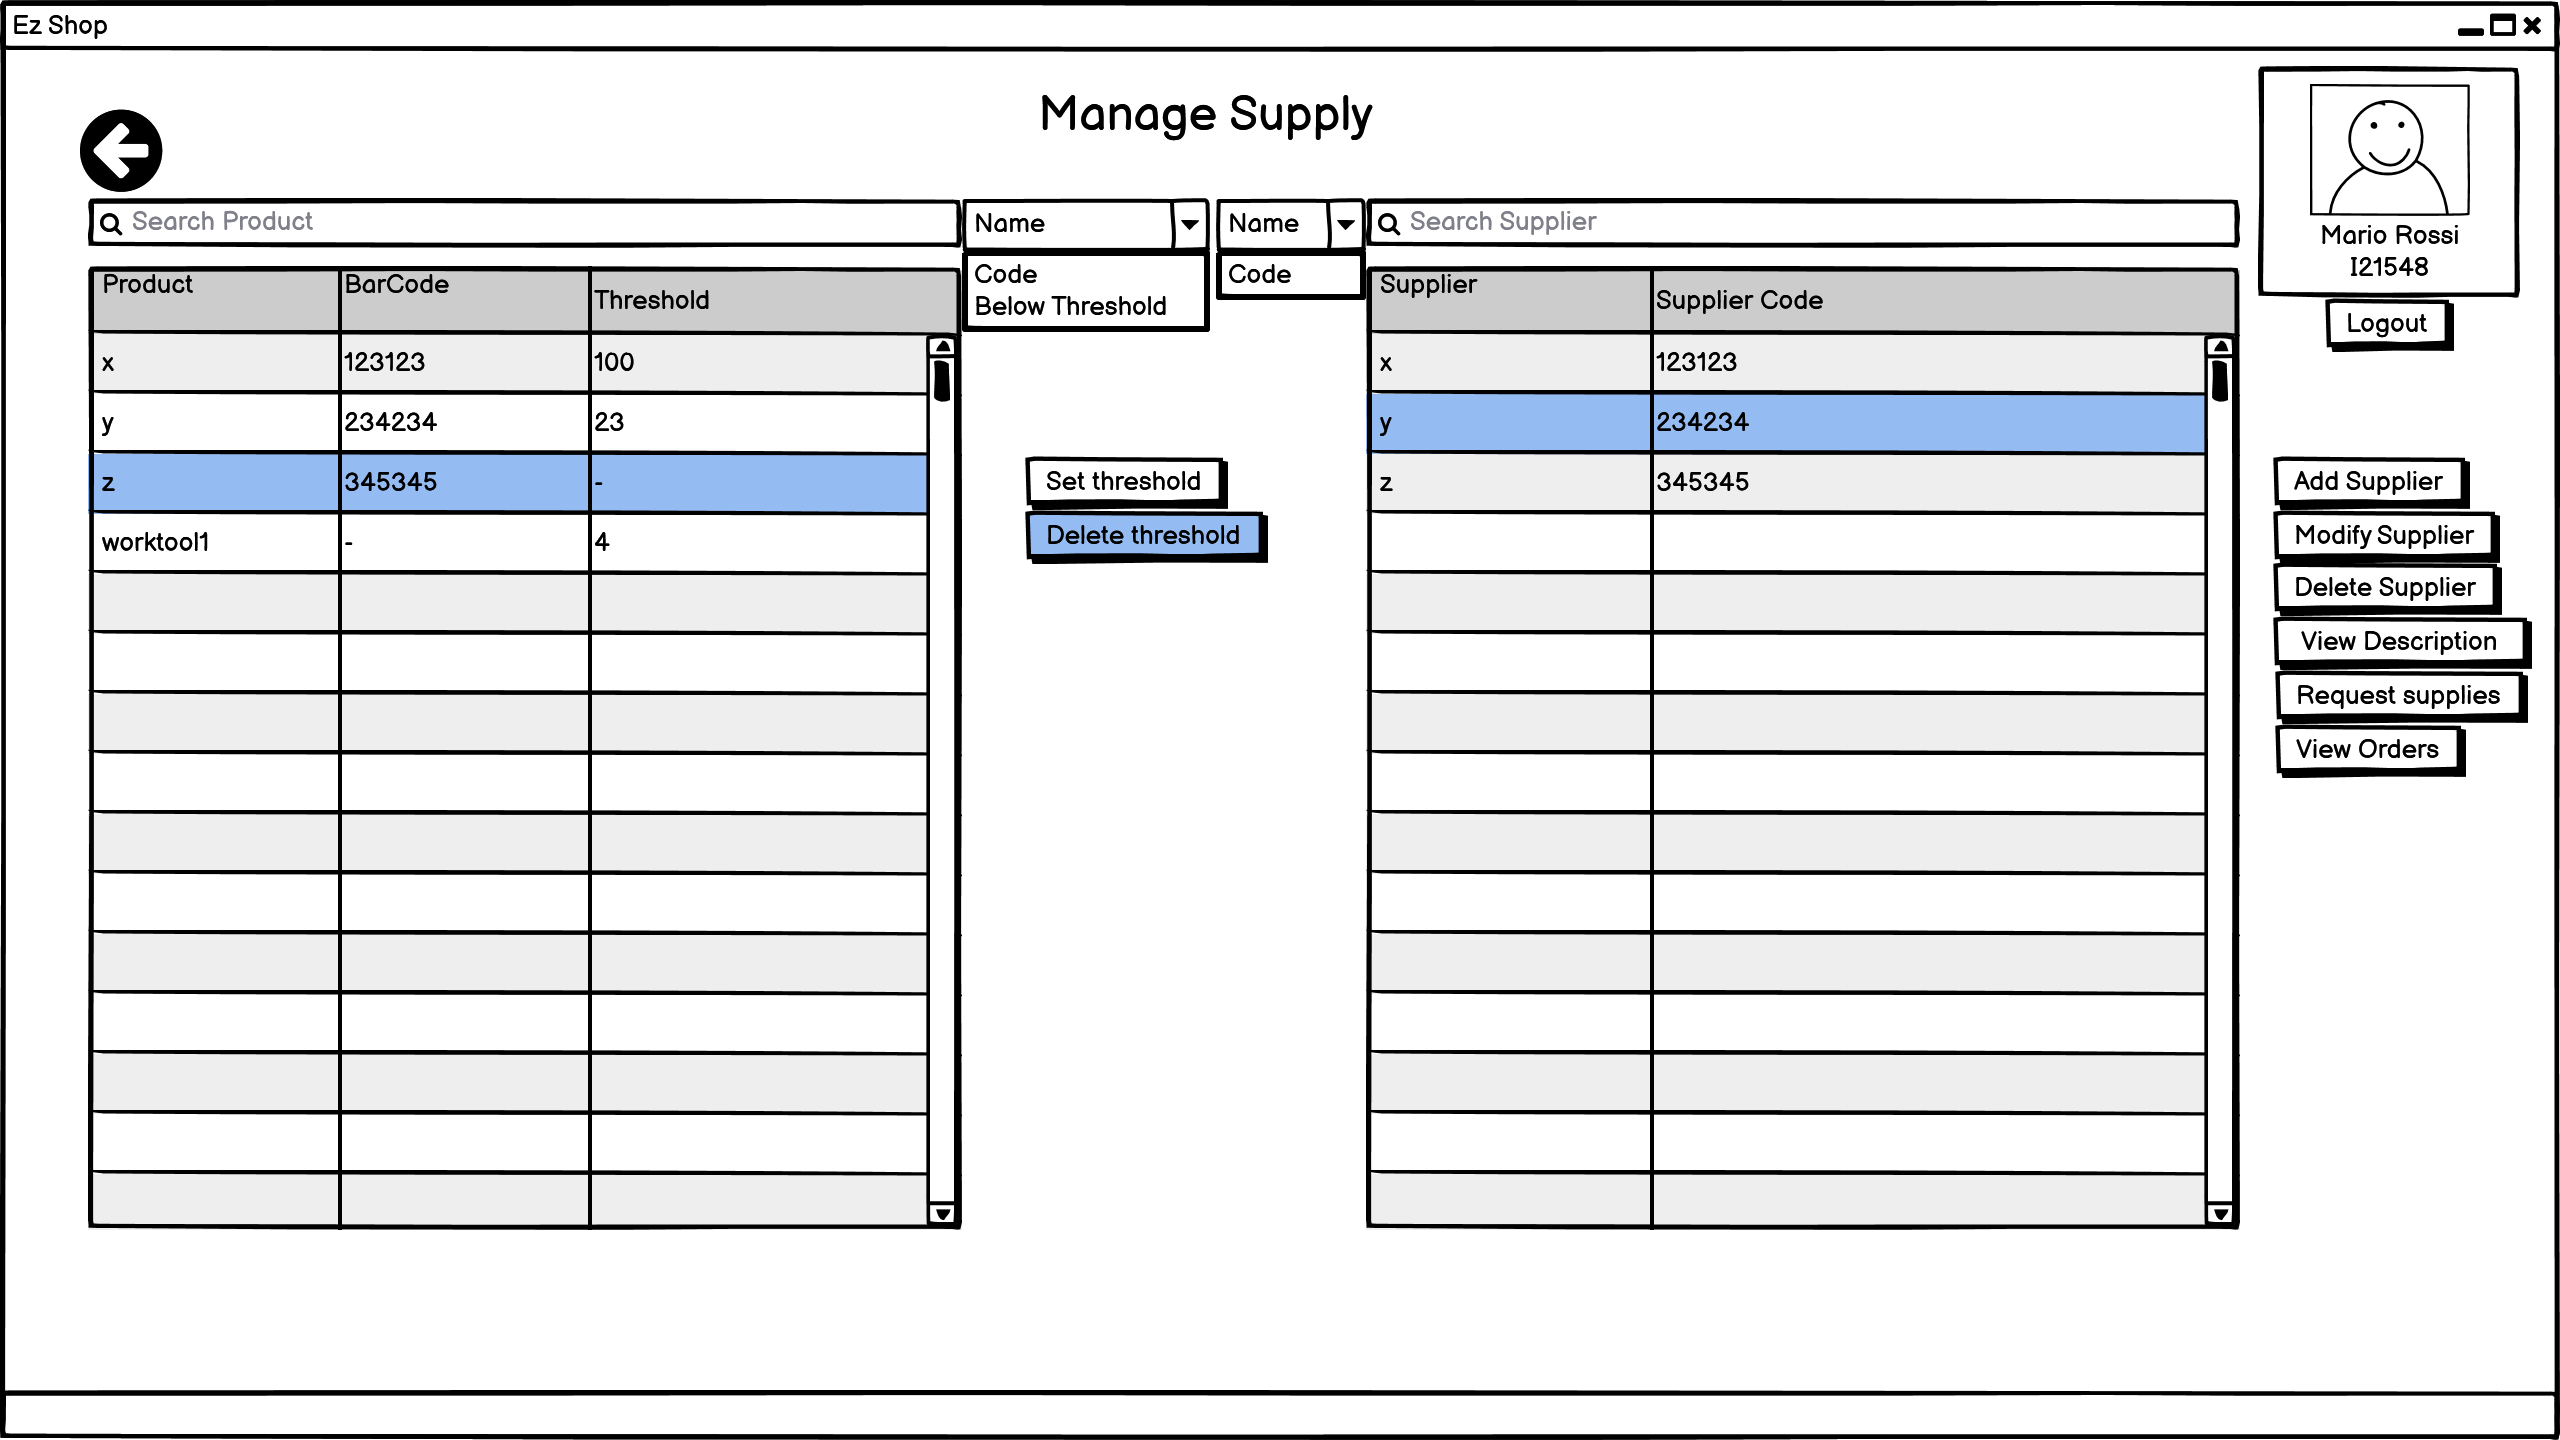 Ez Shop
Manage Supply
Search Product
Name
Code
Below Threshold
Name
Code
Search Supplier
Mario Rossi
I21548
Logout
Product BarCode Threshold
x 123123 100
y 234234 23
z 345345 -
worktool1 - 4
Set threshold
Delete threshold
Supplier Supplier Code
x 123123
y 234234
z 345345
Add Supplier
Modify Supplier
Delete Supplier
View Description
Request supplies
View Orders